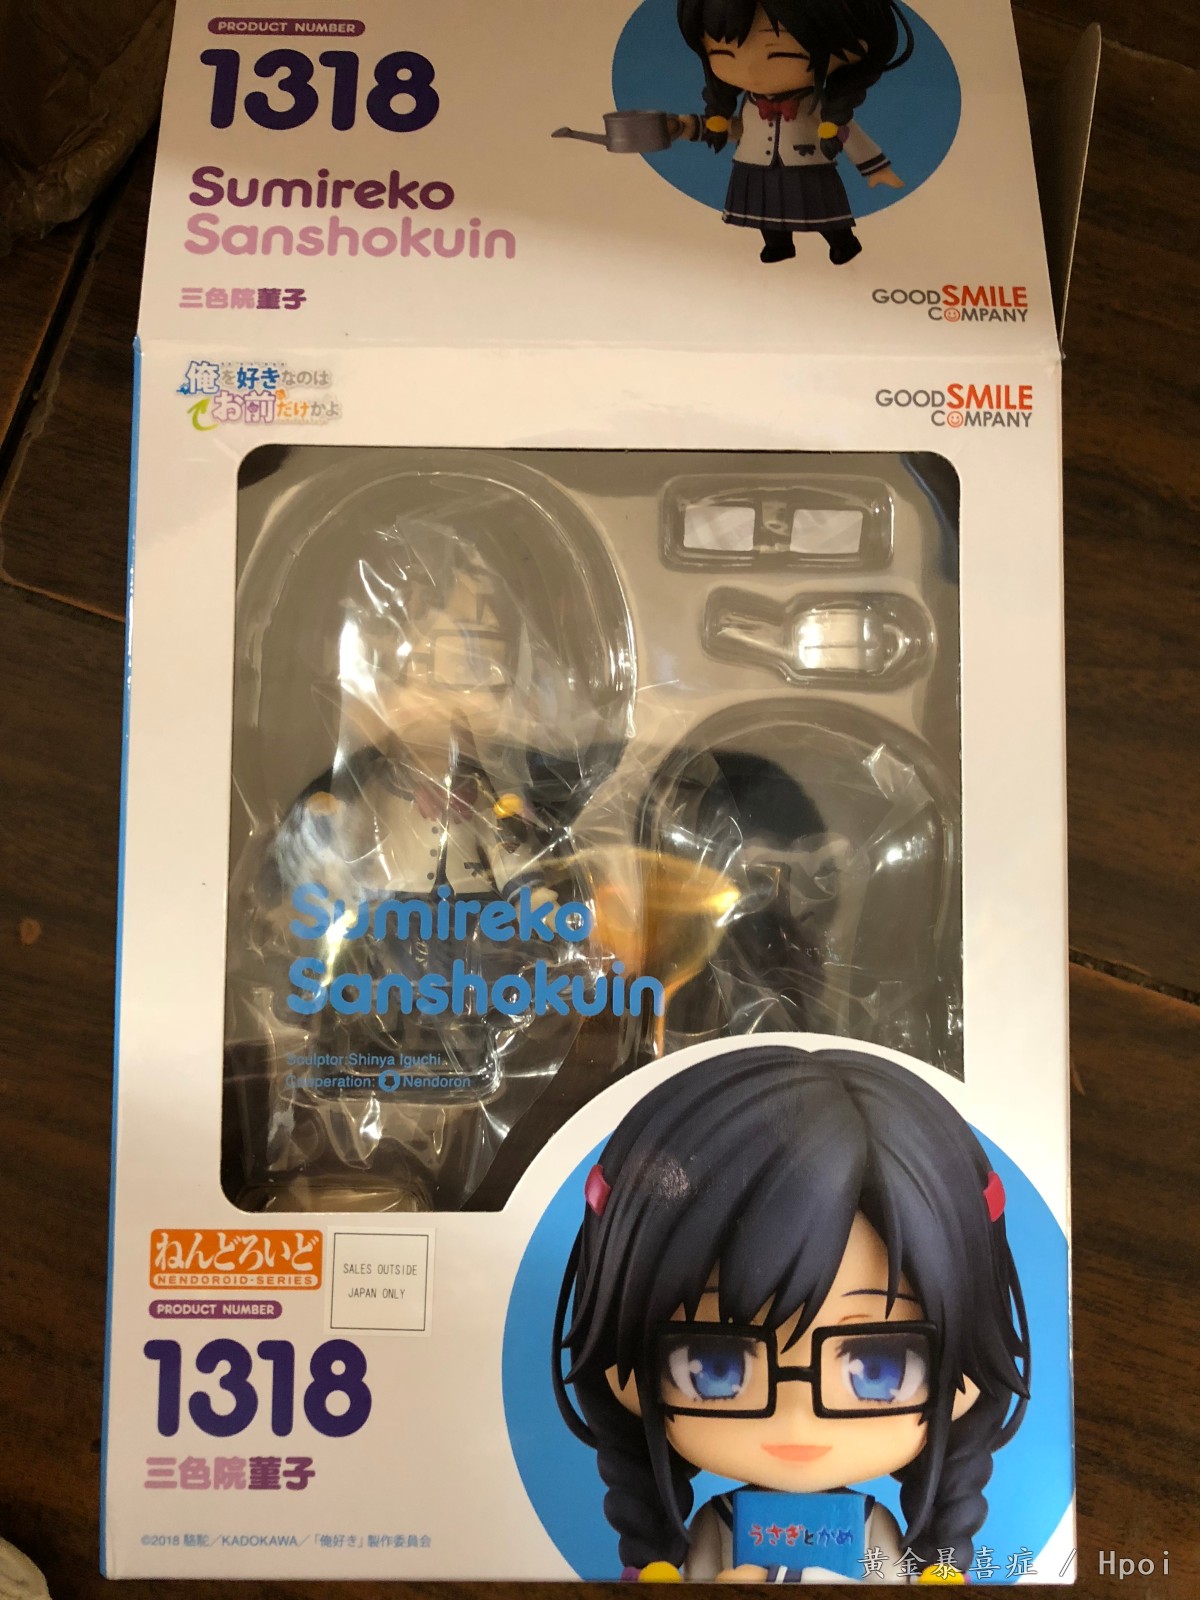 PRODUCT NUMBER
1318
Sumireko
Sanshokuin
三色院菫子
GOOD SMILE
COMPANY
俺を好きなのは
お前だけかよ
GOOD SMILE
COMPANY
Sumireko
Sanshokuin
Sculptor:Shinya Iguchi
Cooperation: Nendoron
ねんどろいど
NENDOROID-SERIES
SALES OUTSIDE
JAPAN ONLY
PRODUCT NUMBER
1318
三色院菫子
うさぎとかめ
©2018 駱駝／KADOKAWA／「俺好き」製作委員会
黄金暴喜症 / Hpoi